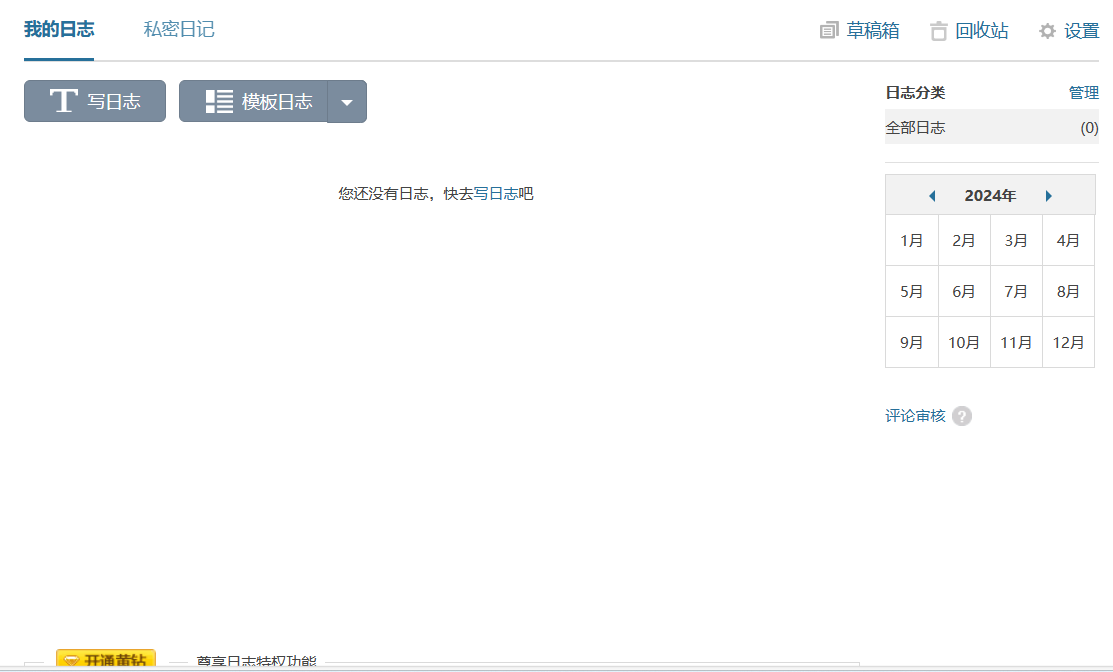 我的日志 私密日记 草稿箱 回收站 设置
写日志 模板日志
您还没有日志，快去写日志吧
日志分类 管理
全部日志 (0)
2024年
1月 2月 3月 4月
5月 6月 7月 8月
9月 10月 11月 12月
评论审核 ?
开通黄钻 尊享日志特权功能